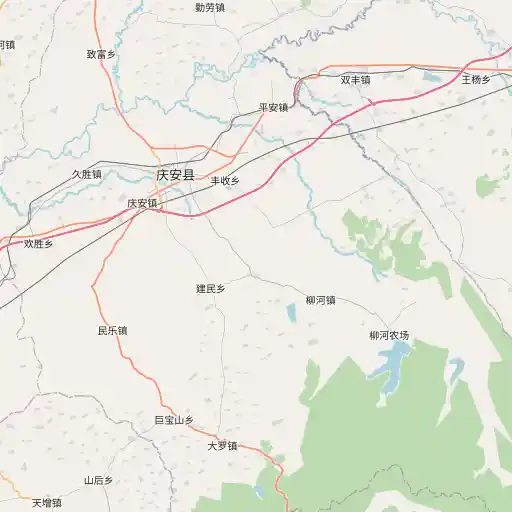 勤劳镇
河镇
致富乡
双丰镇
王杨乡
平安镇
久胜镇
庆安县
丰收乡
庆安镇
欢胜乡
建民乡
柳河镇
民乐镇
柳河农场
巨宝山乡
大罗镇
山后乡
天增镇